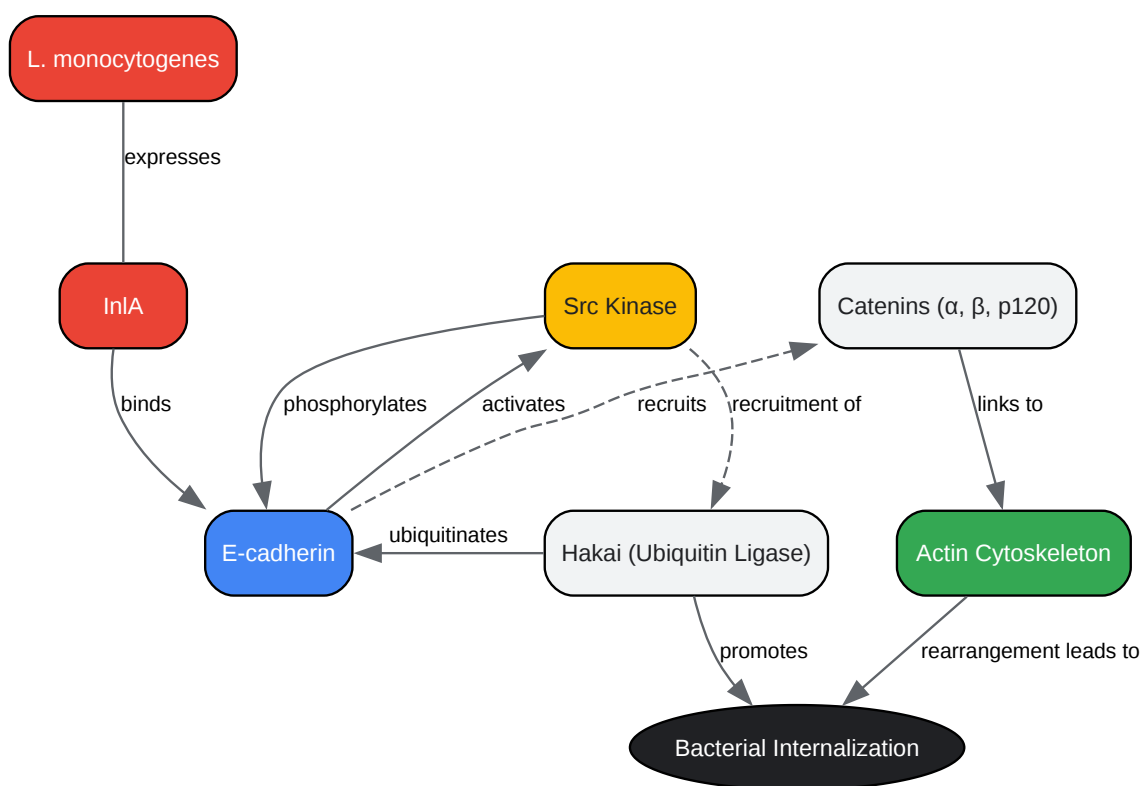 L. monocytogenes
expresses
InlA
Src Kinase
Catenins (α, β, p120)
binds
phosphorylates
activates
recruits
recruitment of
links to
E-cadherin
ubiquitinates
Hakai (Ubiquitin Ligase)
Actin Cytoskeleton
promotes
rearrangement leads to
Bacterial Internalization